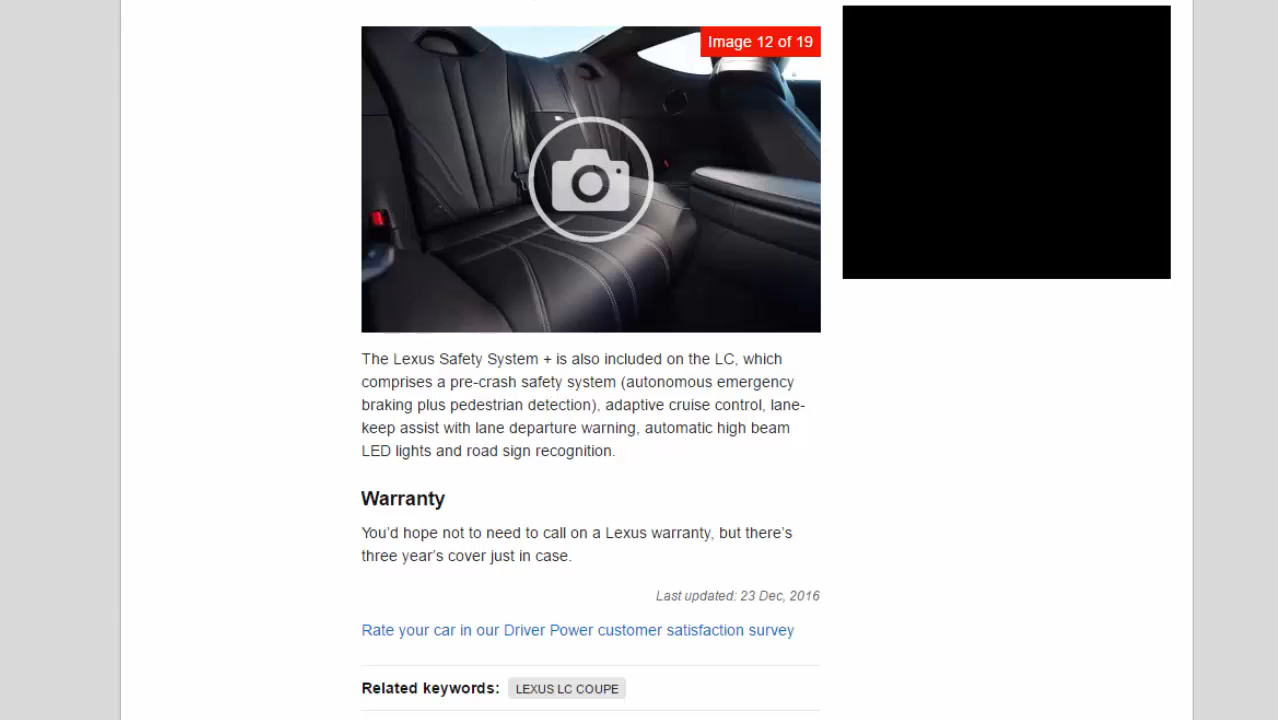 Image 12 of 19
The Lexus Safety System + is also included on the LC, which
comprises a pre-crash safety system (autonomous emergency
braking plus pedestrian detection), adaptive cruise control, lane-
keep assist with lane departure warning, automatic high beam
LED lights and road sign recognition.
Warranty
You’d hope not to need to call on a Lexus warranty, but there’s
three year’s cover just in case.
Last updated: 23 Dec, 2016
Rate your car in our Driver Power customer satisfaction survey
Related keywords: LEXUS LC COUPE